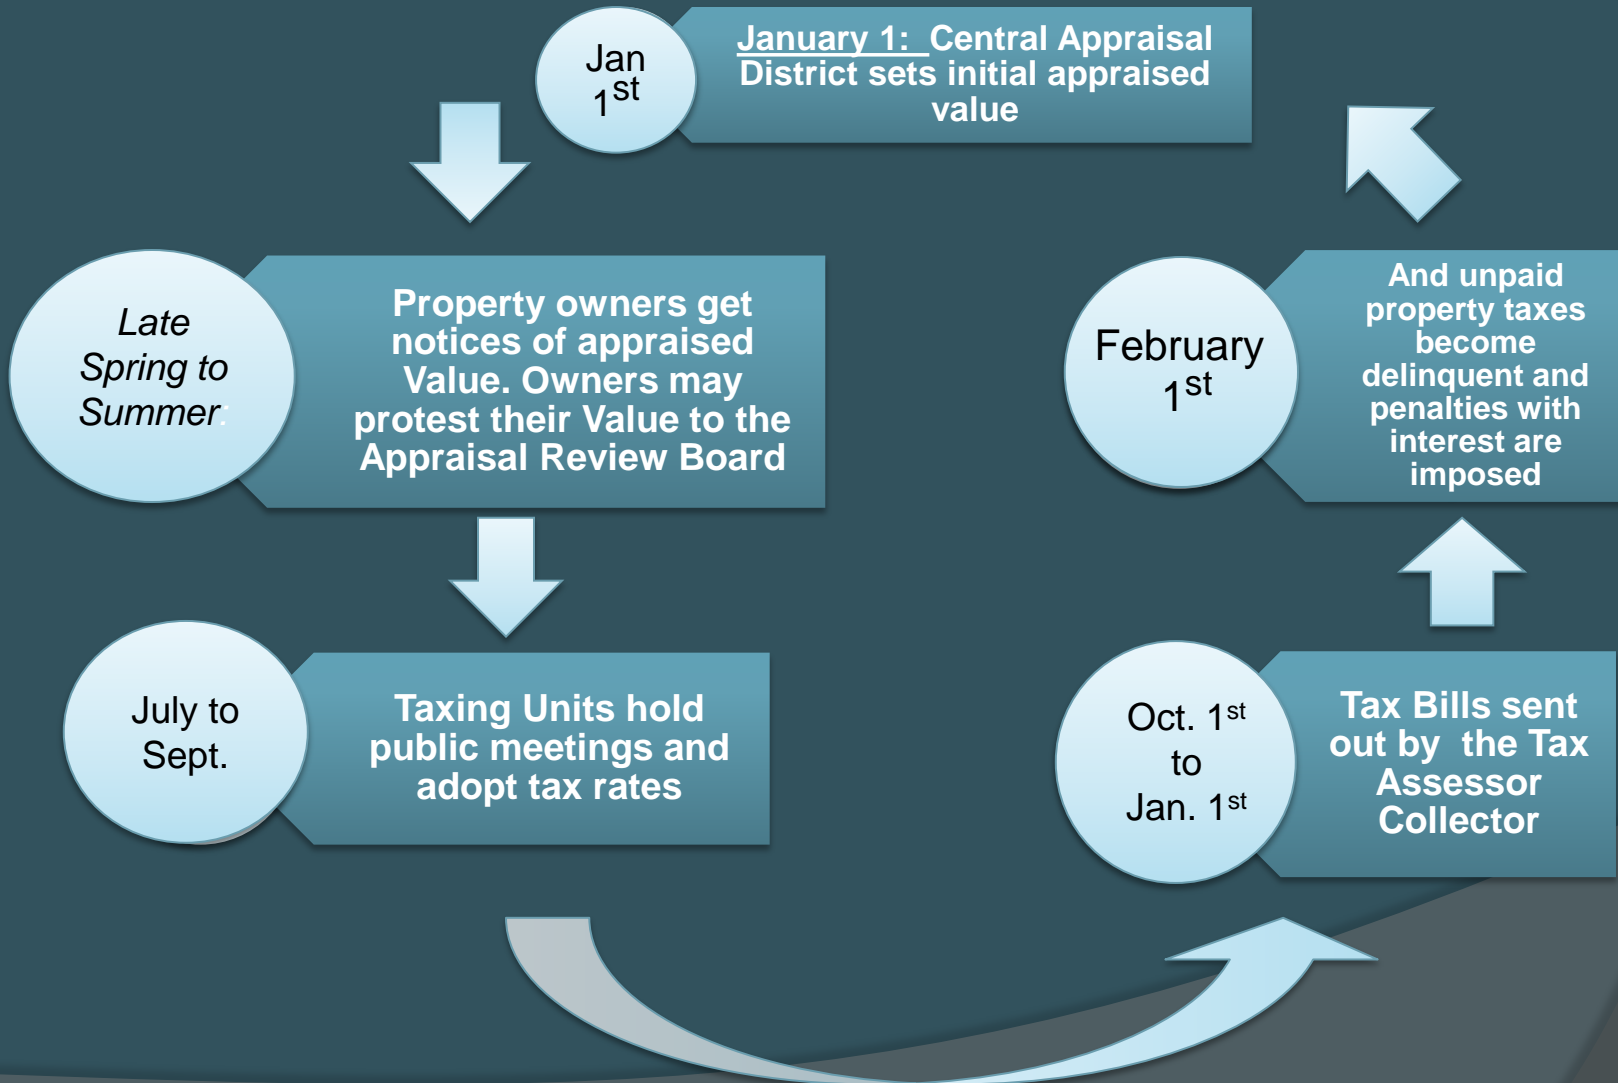 Jan
1st
January 1:  Central Appraisal
District sets initial appraised
value
Late
Spring to
Summer:
Property owners get
notices of appraised
Value. Owners may
protest their Value to the
Appraisal Review Board
July to
Sept.
Taxing Units hold
public meetings and
adopt tax rates
Oct. 1st
to
Jan. 1st
Tax Bills sent
out by  the Tax
Assessor
Collector
February
1st
And unpaid
property taxes
become
delinquent and
penalties with
interest are
imposed